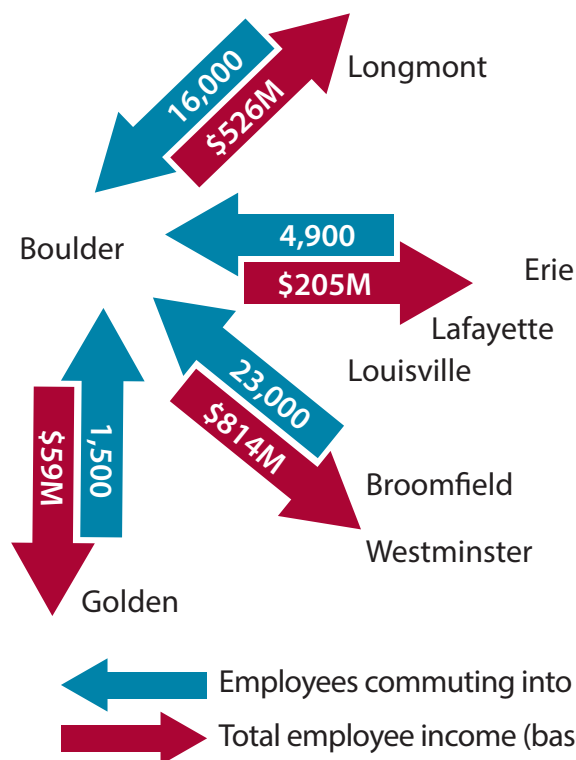 16,000
$526M
Longmont
Boulder
4,900
$205M
Erie
Lafayette
Louisville
23,000
$814M
$59M
1,500
Broomfield
Westminster
Golden
Employees commuting into
Total employee income (bas